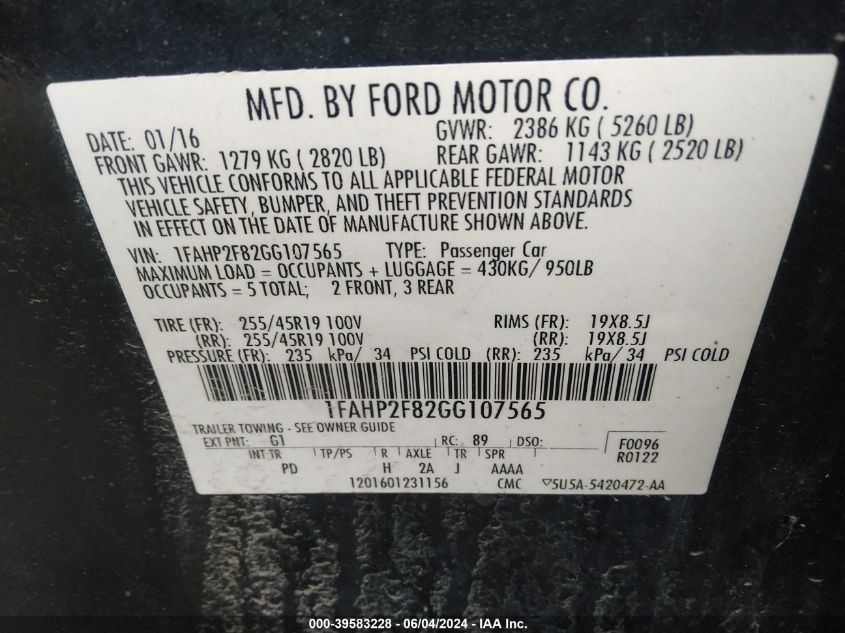 MFD. BY FORD MOTOR CO.
DATE: 01/16 GVWR: 2386 KG ( 5260 LB)
FRONT GAWR: 1279 KG ( 2820 LB) REAR GAWR: 1143 KG ( 2520 LB)
THIS VEHICLE CONFORMS TO ALL APPLICABLE FEDERAL MOTOR
VEHICLE SAFETY, BUMPER, AND THEFT PREVENTION STANDARDS
IN EFFECT ON THE DATE OF MANUFACTURE SHOWN ABOVE.
VIN: 1FAHP2F82GG107565 TYPE: Passenger Car
MAXIMUM LOAD = OCCUPANTS + LUGGAGE = 430KG/ 950LB
OCCUPANTS = 5 TOTAL; 2 FRONT, 3 REAR
TIRE (FR): 255/45R19 100V RIMS (FR): 19X8.5J
(RR): 255/45R19 100V (RR): 19X8.5J
PRESSURE (FR): 235 kPa/ 34 PSI COLD (RR): 235 kPa/ 34 PSI COLD
1FAHP2F82GG107565
TRAILER TOWING - SEE OWNER GUIDE
EXT PNT: G1 RC: 89 DSO: F0096
INT TR TP/PS R AXLE TR SPR R0122
PD H 2A J AAAA
1201601231156 CMC ▽5U5A-5420472-AA
000-39583228 - 06/04/2024 - IAA Inc.